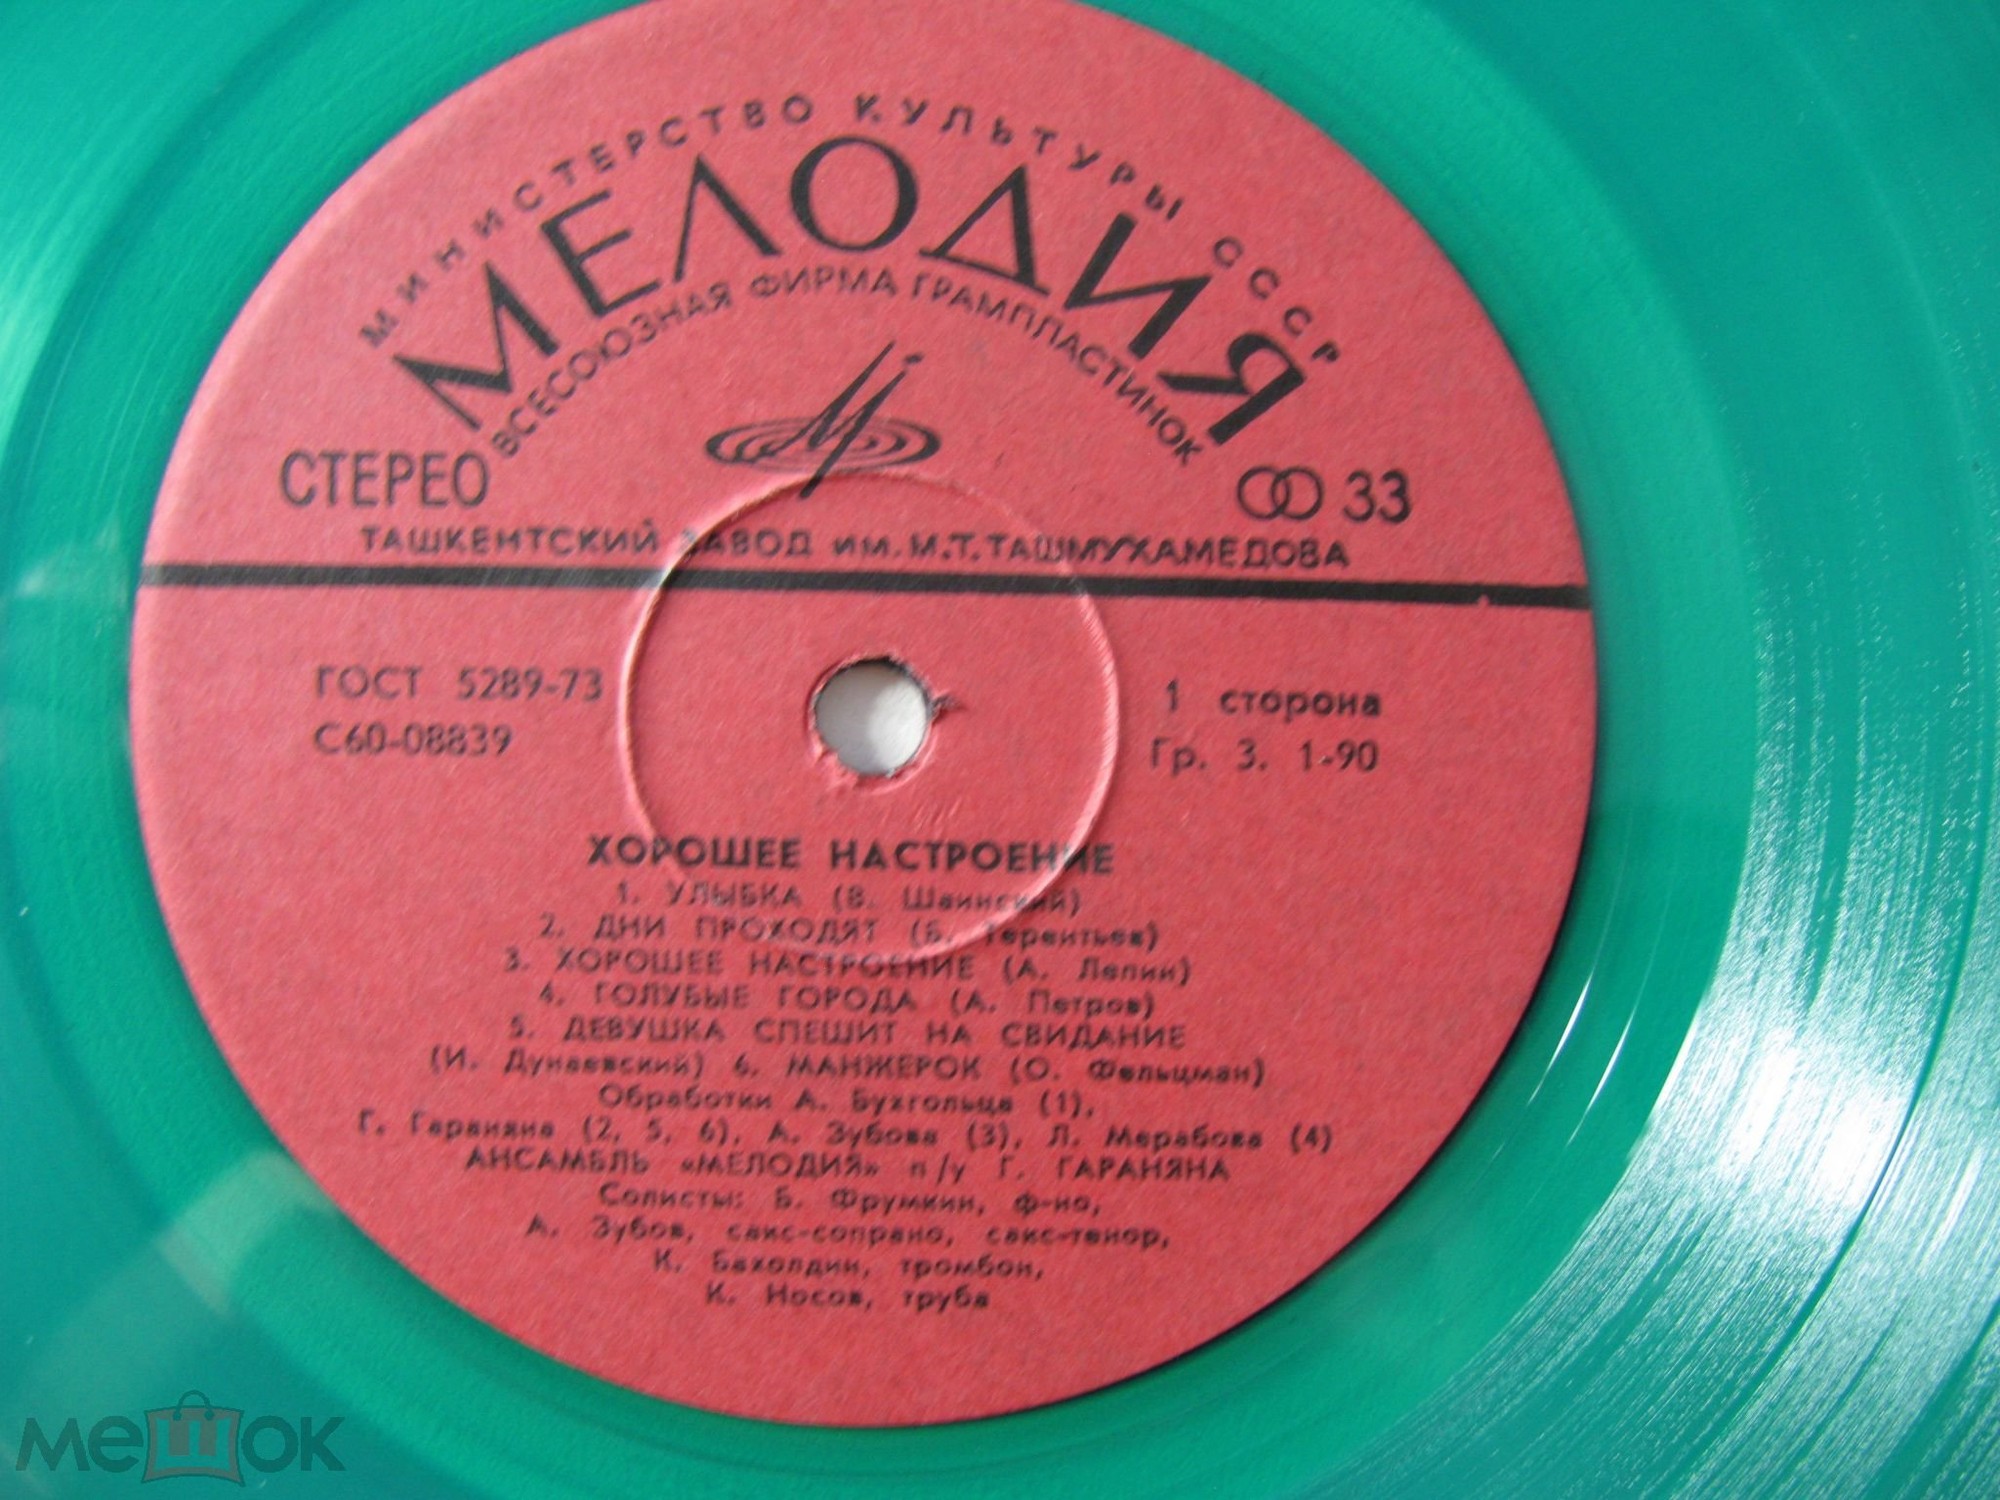 МИНИСТЕРСТВО КУЛЬТУРЫ СССР
МЕЛОДИЯ
ВСЕСОЮЗНАЯ ФИРМА ГРАМПЛАСТИНОК
СТЕРЕО
33
ТАШКЕНТСКИЙ ЗАВОД ИМ. М.Т.ТАШМУХАМЕДОВА
ГОСТ 5289-73
С60-08839
1 сторона
Гр. 3. 1-90
ХОРОШЕЕ НАСТРОЕНИЕ
1. УЛЫБКА (В. Шаинский)
2. ДНИ ПРОХОДЯТ (Б. Терентьев)
3. ХОРОШЕЕ НАСТРОЕНИЕ (А. Лепин)
4. ГОЛУБЫЕ ГОРОДА (А. Петров)
5. ДЕВУШКА СПЕШИТ НА СВИДАНИЕ
(И. Дунаевский) 6. МАНЖЕРОК (О. Фельцман)
Обработки А. Бухгольца (1),
Г. Гараняна (2, 5, 6), А. Зубова (3), Л. Мерабова (4)
АНСАМБЛЬ «МЕЛОДИЯ» п/у Г. ГАРАНЯНА
Солисты: Б. Фрумкин, ф-но,
А. Зубов, сакс-сопрано, сакс-тенор,
К. Бахолдин, тромбон,
К. Носов, труба
мешок